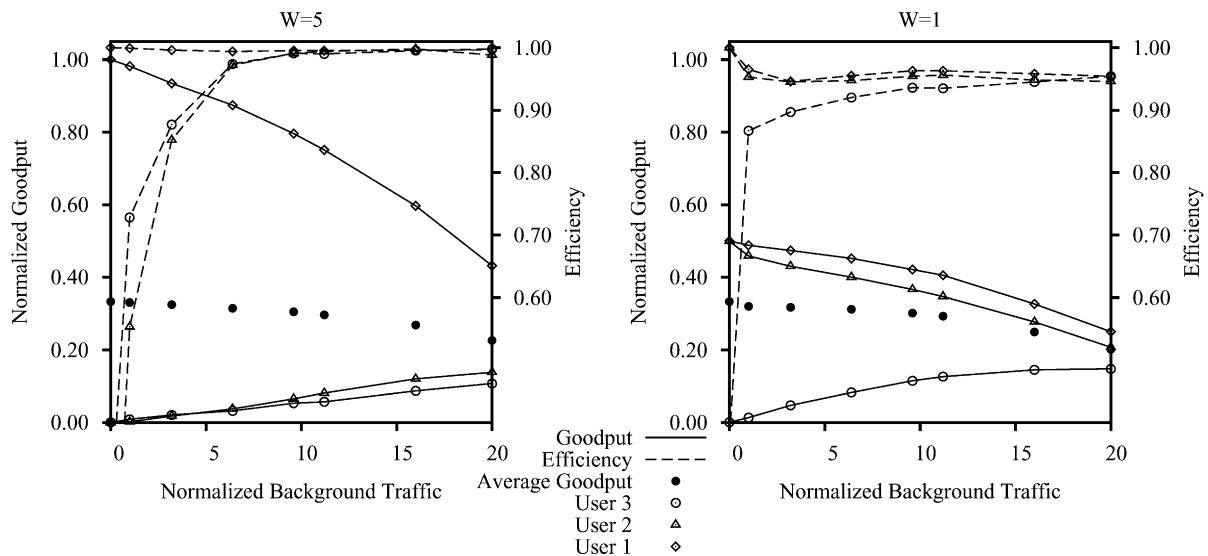 W=5
1.00
0.80
0.60
0.40
0.20
0.00
Normalized Goodput
1.00
0.90
0.80
0.70
0.60
Efficiency
0 5 10 15 20
Normalized Background Traffic
W=1
1.00
0.80
0.60
0.40
0.20
0.00
Normalized Goodput
1.00
0.90
0.80
0.70
0.60
Efficiency
0 5 10 15 20
Normalized Background Traffic
Goodput
Efficiency
Average Goodput
User 3
User 2
User 1